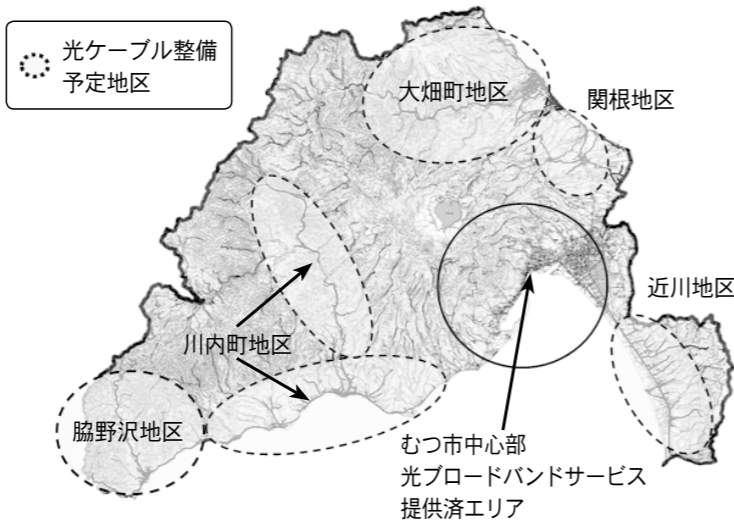 光ケーブル整備
予定地区
大畑町地区
関根地区
近川地区
川内町地区
脇野沢地区
むつ市中心部
光ブロードバンドサービス
提供済エリア